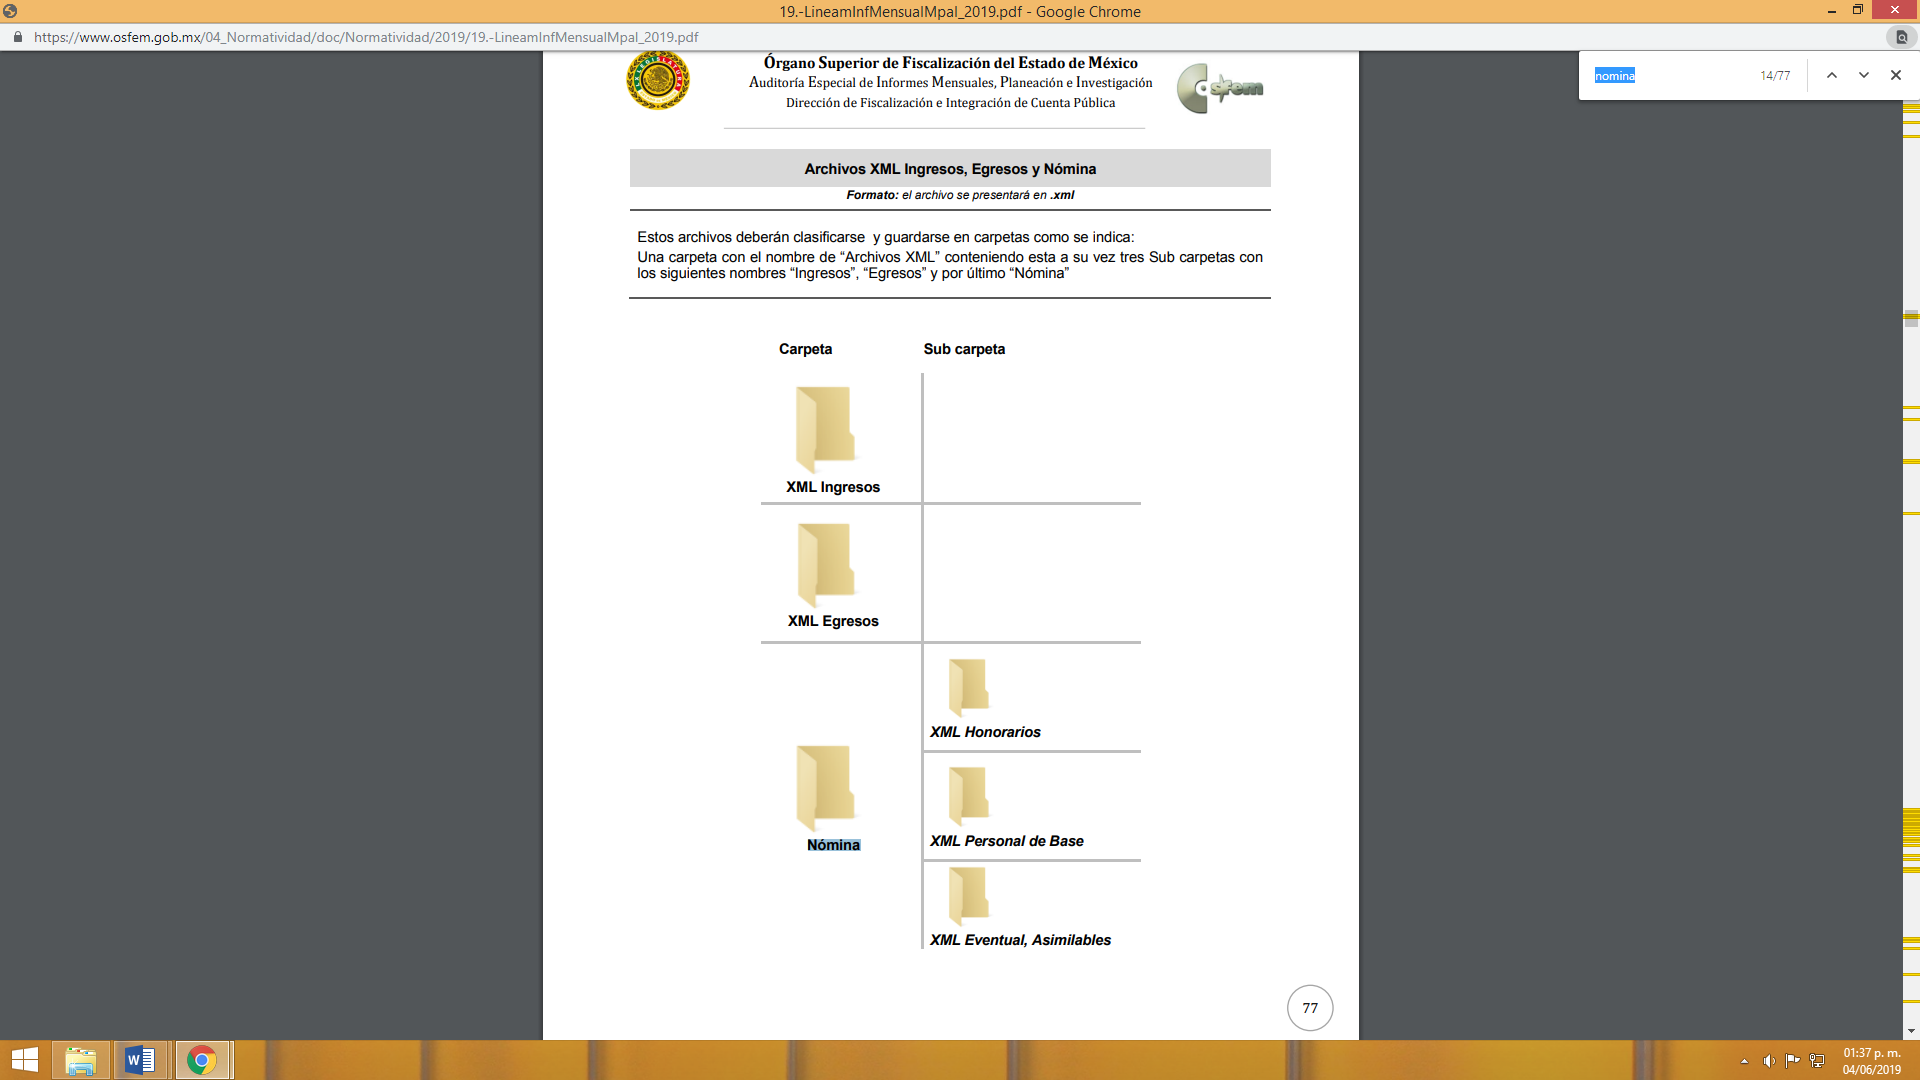 19.-LineamInfMensualMpal_2019.pdf - Google Chrome
https://www.osfem.gob.mx/04_Normatividad/doc/Normatividad/2019/19.-LineamInfMensualMpal_2019.pdf
nomina
14/77
Órgano Superior de Fiscalización del Estado de México
Auditoría Especial de Informes Mensuales, Planeación e Investigación
Dirección de Fiscalización e Integración de Cuenta Pública
osfem
Archivos XML Ingresos, Egresos y Nómina
Formato: el archivo se presentará en .xml
Estos archivos deberán clasificarse  y guardarse en carpetas como se indica:
Una carpeta con el nombre de “Archivos XML” conteniendo esta a su vez tres Sub carpetas con
los siguientes nombres “Ingresos”, “Egresos” y por último “Nómina”
Carpeta
Sub carpeta
XML Ingresos
XML Egresos
XML Honorarios
Nómina
XML Personal de Base
XML Eventual, Asimilables
77
01:37 p. m.
04/06/2019